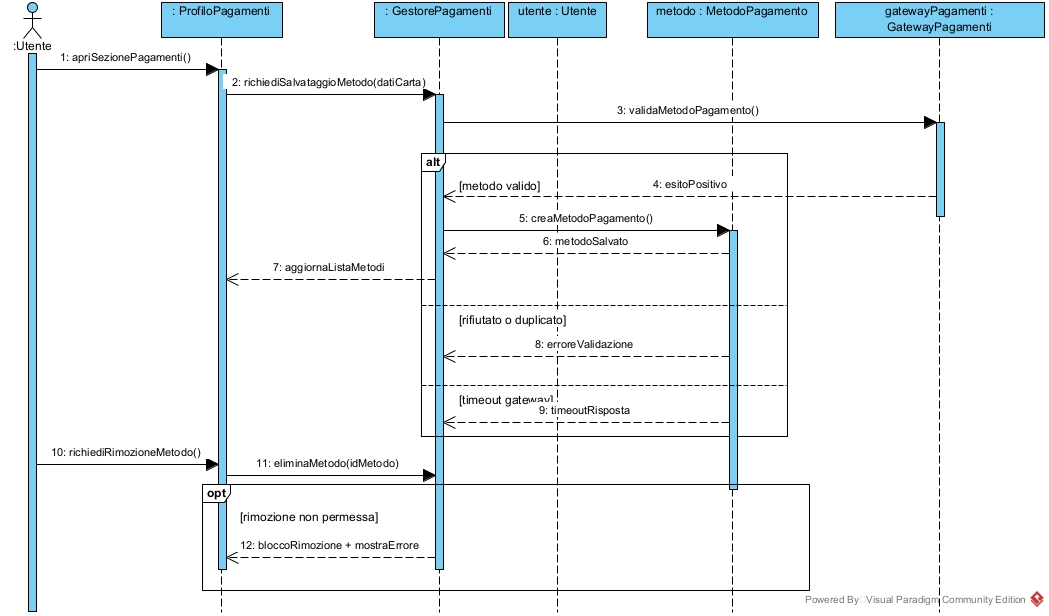 : ProfiloPagamenti
: GestorePagamenti
utente : Utente
metodo : MetodoPagamento
gatewayPagamenti :
GatewayPagamenti
:Utente
1: apriSezionePagamenti()
2: richiediSalvataggioMetodo(datiCarta)
3: validaMetodoPagamento()
alt
[metodo valido]
4: esitoPositivo
5: creaMetodoPagamento()
6: metodoSalvato
7: aggiornaListaMetodi
[rifiutato o duplicato]
8: erroreValidazione
[timeout gateway]
9: timeoutRisposta
10: richiediRimozioneMetodo()
11: eliminaMetodo(idMetodo)
opt
[rimozione non permessa]
12: bloccoRimozione + mostraErrore
Powered By Visual Paradigm Community Edition